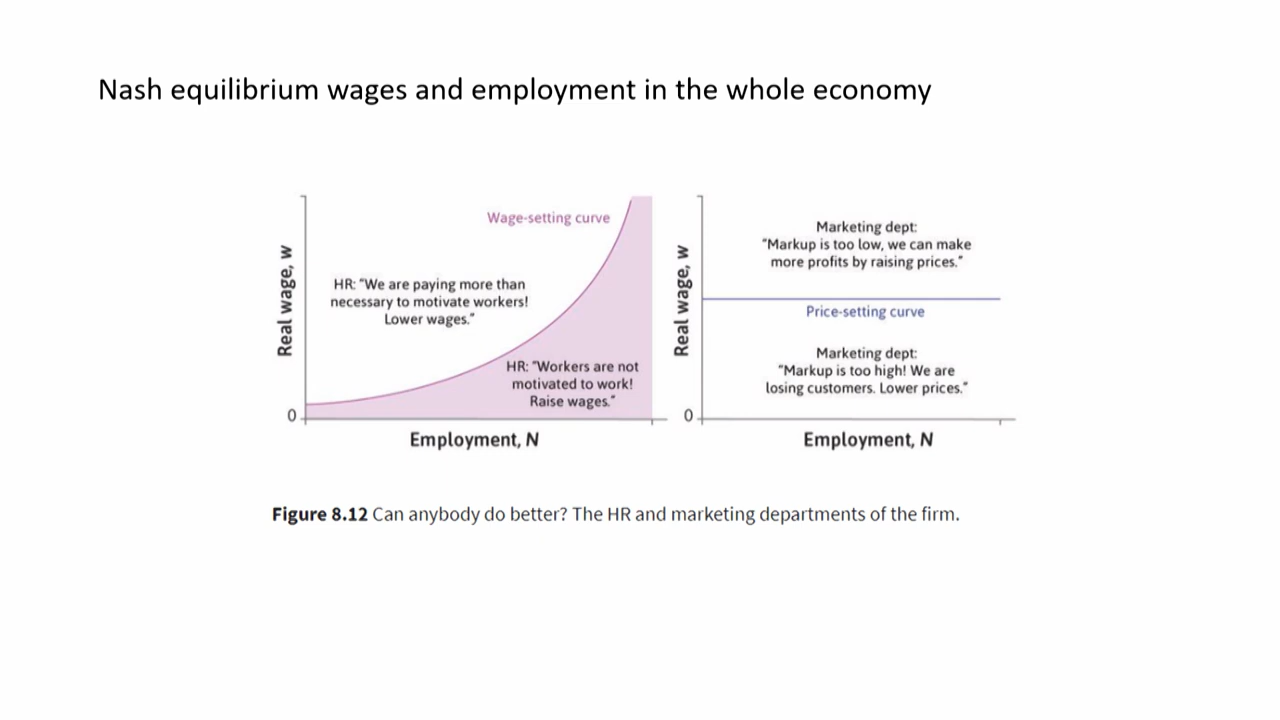 Nash equilibrium wages and employment in the whole economy
Wage-setting curve
HR: "We are paying more than
necessary to motivate workers!
Lower wages."
HR: "Workers are not
motivated to work!
Raise wages."
Real wage, w
0
Employment, N
Marketing dept:
"Markup is too low, we can make
more profits by raising prices."
Price-setting curve
Marketing dept:
"Markup is too high! We are
losing customers. Lower prices."
Real wage, w
0
Employment, N
Figure 8.12 Can anybody do better? The HR and marketing departments of the firm.